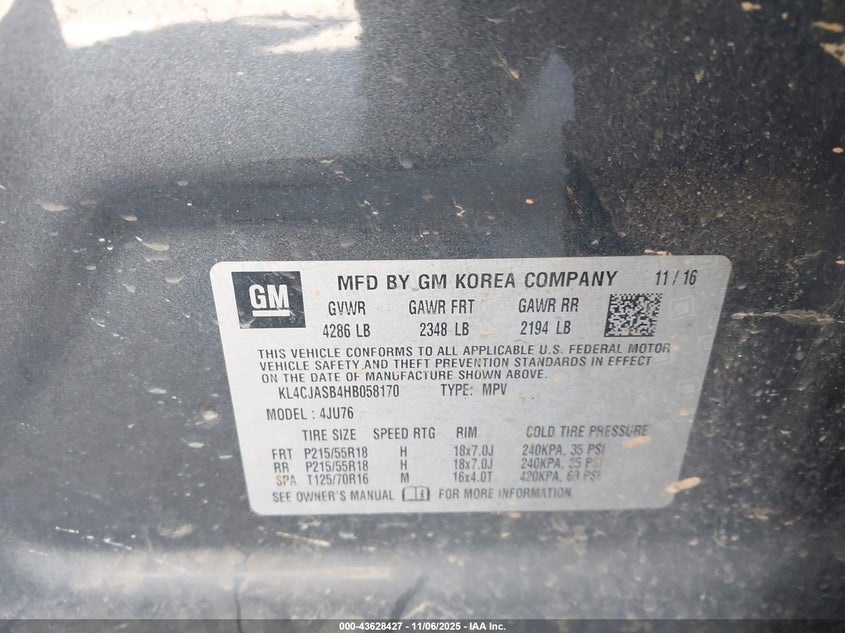 GM
MFD BY GM KOREA COMPANY 11/16
GVWR GAWR FRT GAWR RR
4286 LB 2348 LB 2194 LB
THIS VEHICLE CONFORMS TO ALL APPLICABLE U.S. FEDERAL MOTOR
VEHICLE SAFETY AND THEFT PREVENTION STANDARDS IN EFFECT
ON THE DATE OF MANUFACTURE SHOWN ABOVE.
KL4CJASB4HB058170 TYPE: MPV
MODEL: 4JU76
TIRE SIZE SPEED RTG RIM COLD TIRE PRESSURE
FRT P215/55R18 H 18x7.0J 240KPA, 35 PSI
RR P215/55R18 H 18x7.0J 240KPA, 35 PSI
SPA T125/70R16 M 16x4.0T 420KPA, 60 PSI
SEE OWNER'S MANUAL FOR MORE INFORMATION.
000-43628427 - 11/06/2025 - IAA Inc.